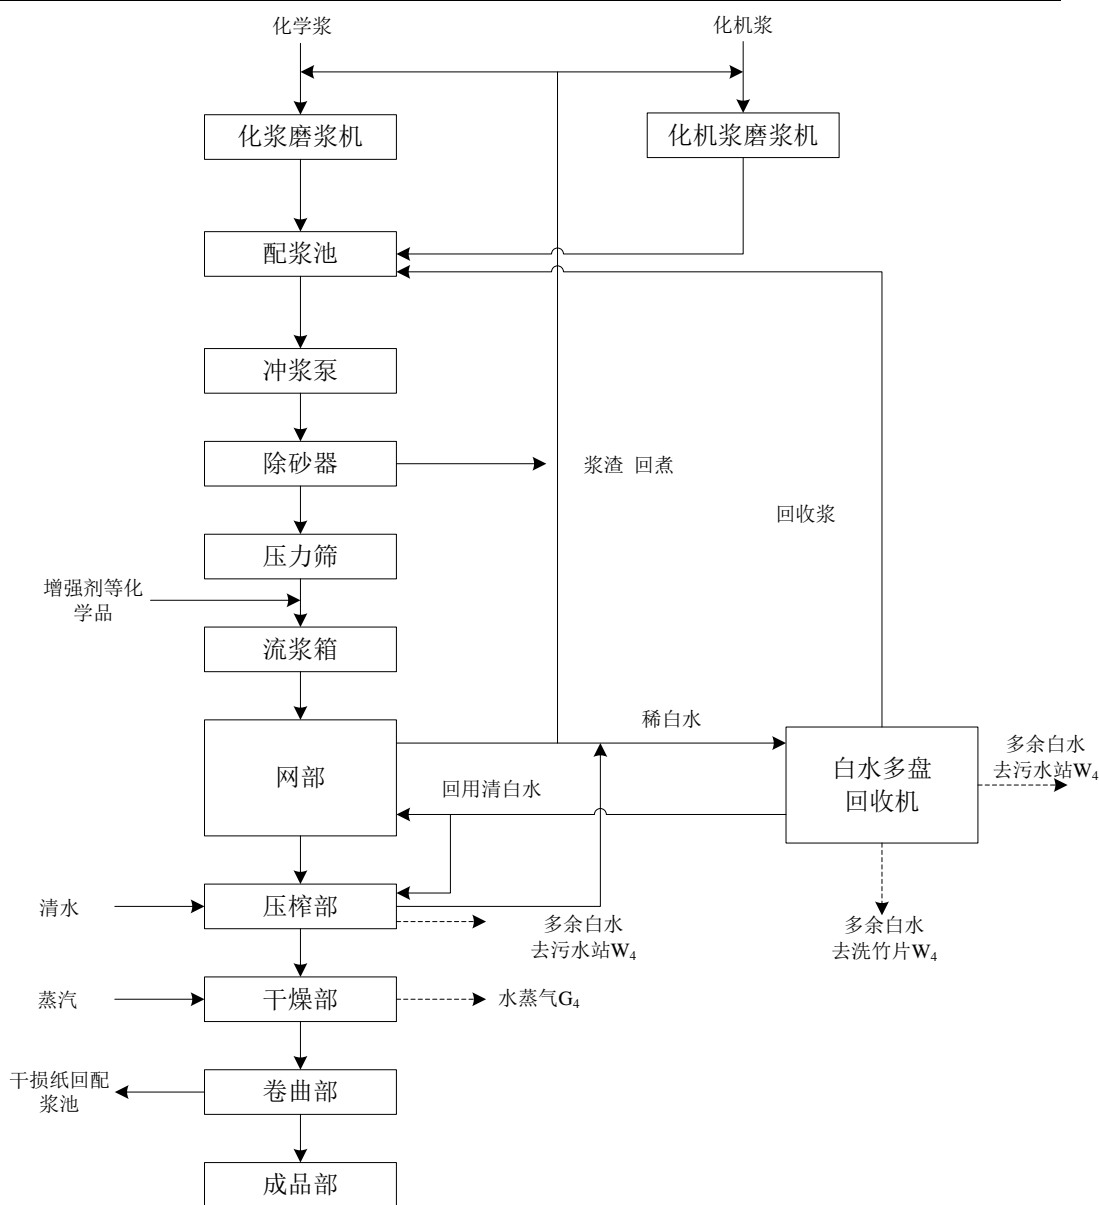 化学浆
化机浆
化浆磨浆机
化机浆磨浆机
配浆池
冲浆泵
除砂器
浆渣 回煮
回收浆
压力筛
增强剂等化
学品
流浆箱
稀白水
网部
回用清白水
白水多盘
回收机
多余白水
去污水站W₄
清水
压榨部
多余白水
去污水站W₄
多余白水
去洗竹片W₄
蒸汽
干燥部
水蒸气G₄
干损纸回配
浆池
卷曲部
成品部